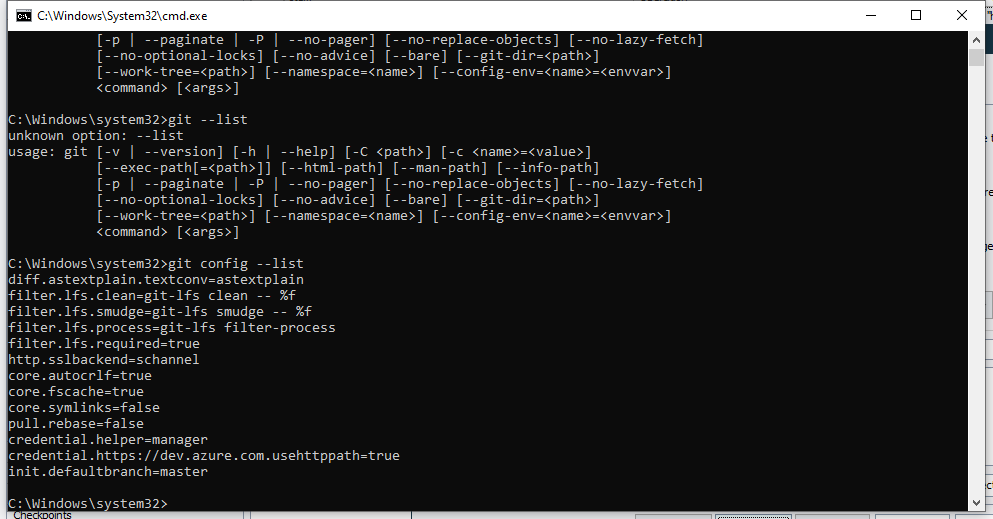 C:\Windows\System32\cmd.exe
[-p | --paginate | -P | --no-pager] [--no-replace-objects] [--no-lazy-fetch]
[--no-optional-locks] [--no-advice] [--bare] [--git-dir=<path>]
[--work-tree=<path>] [--namespace=<name>] [--config-env=<name>=<envvar>]
<command> [<args>]
C:\Windows\system32>git --list
unknown option: --list
usage: git [-v | --version] [-h | --help] [-C <path>] [-c <name>=<value>]
[--exec-path[=<path>]] [--html-path] [--man-path] [--info-path]
[-p | --paginate | -P | --no-pager] [--no-replace-objects] [--no-lazy-fetch]
[--no-optional-locks] [--no-advice] [--bare] [--git-dir=<path>]
[--work-tree=<path>] [--namespace=<name>] [--config-env=<name>=<envvar>]
<command> [<args>]
C:\Windows\system32>git config --list
diff.astextplain.textconv=astextplain
filter.lfs.clean=git-lfs clean -- %f
filter.lfs.smudge=git-lfs smudge -- %f
filter.lfs.process=git-lfs filter-process
filter.lfs.required=true
http.sslbackend=schannel
core.autocrlf=true
core.fscache=true
core.symlinks=false
pull.rebase=false
credential.helper=manager
credential.https://dev.azure.com.usehttppath=true
init.defaultbranch=master
C:\Windows\system32>
Checkpoints